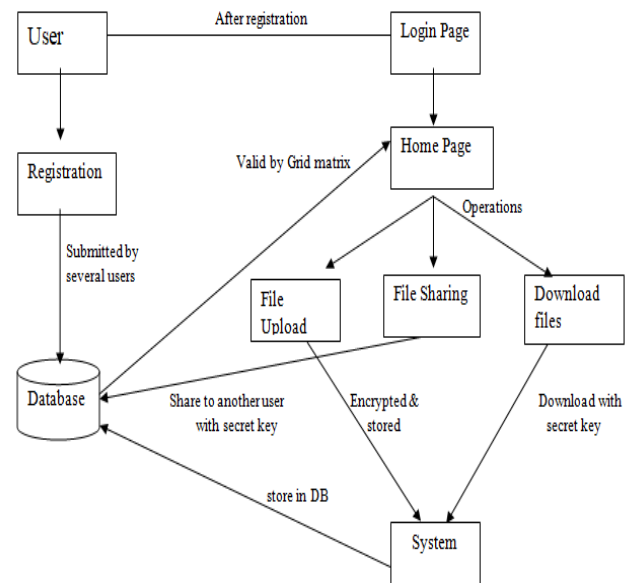 After registration
User
Login Page
Home Page
Valid by Grid matrix
Registration
Operations
Submitted by
several users
File
Upload
File Sharing
Download
files
Database
Share to another user
with secret key
Encrypted &
stored
Download with
secret key
store in DB
System